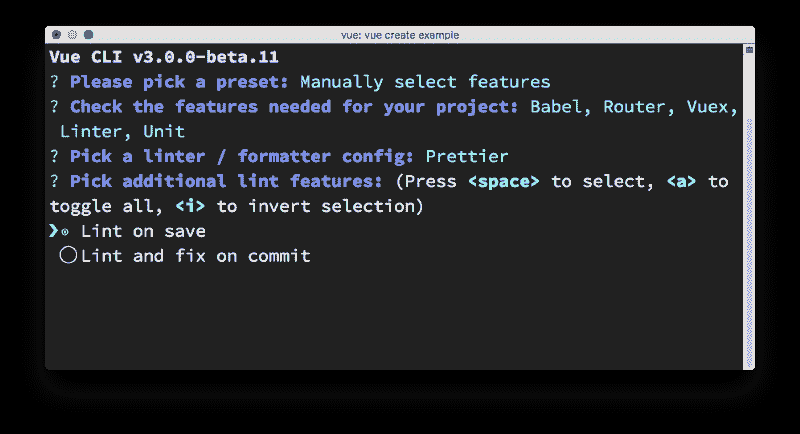 vue: vue create example
Vue CLI v3.0.0-beta.11
? Please pick a preset: Manually select features
? Check the features needed for your project: Babel, Router, Vuex,
Linter, Unit
? Pick a linter / formatter config: Prettier
? Pick additional lint features: (Press <space> to select, <a> to
toggle all, <i> to invert selection)
❯◉ Lint on save
◯Lint and fix on commit